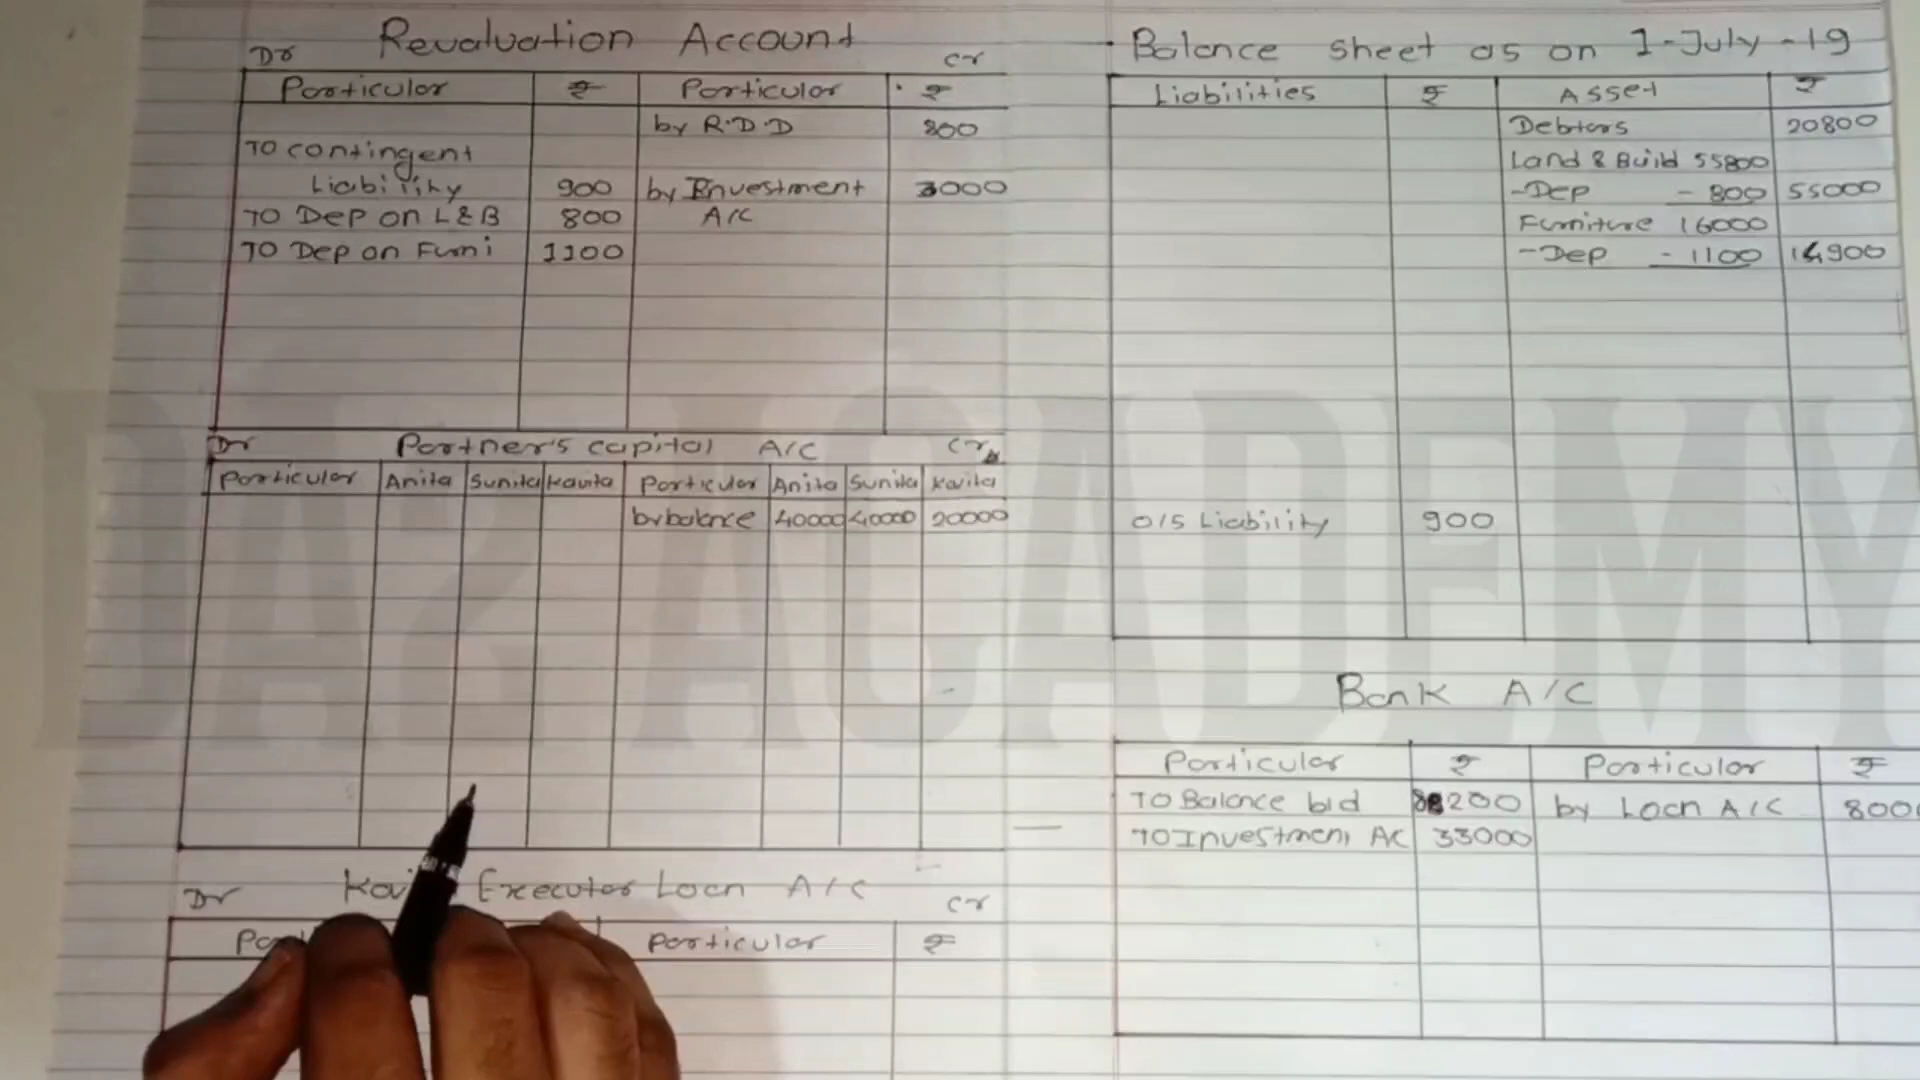 Revaluation Account
Dr Cr
Particular ₹ Particular ₹
by R.D.D 800
To contingent
Liability 900 by Investment 3000
To Dep on L&B 800 A/C
To Dep on Furni 1100
Dr Partner's capital A/C Cr
Particular Anita Sunita Kavita Particular Anita Sunita Kavita
by balance 40000 40000 20000
Dr Executor Loan A/C Cr
Particular ₹
Balance sheet as on 1-July-19
Liabilities ₹ Asset ₹
Debtors 20800
Land & Build 55800
-Dep - 800 55000
Furniture 16000
-Dep - 1100 14900
O/S Liability 900
Bank A/C
Particular ₹ Particular ₹
To Balance b/d 200 by Loan A/C
To Investment AC 33000
DAS ACADEMY